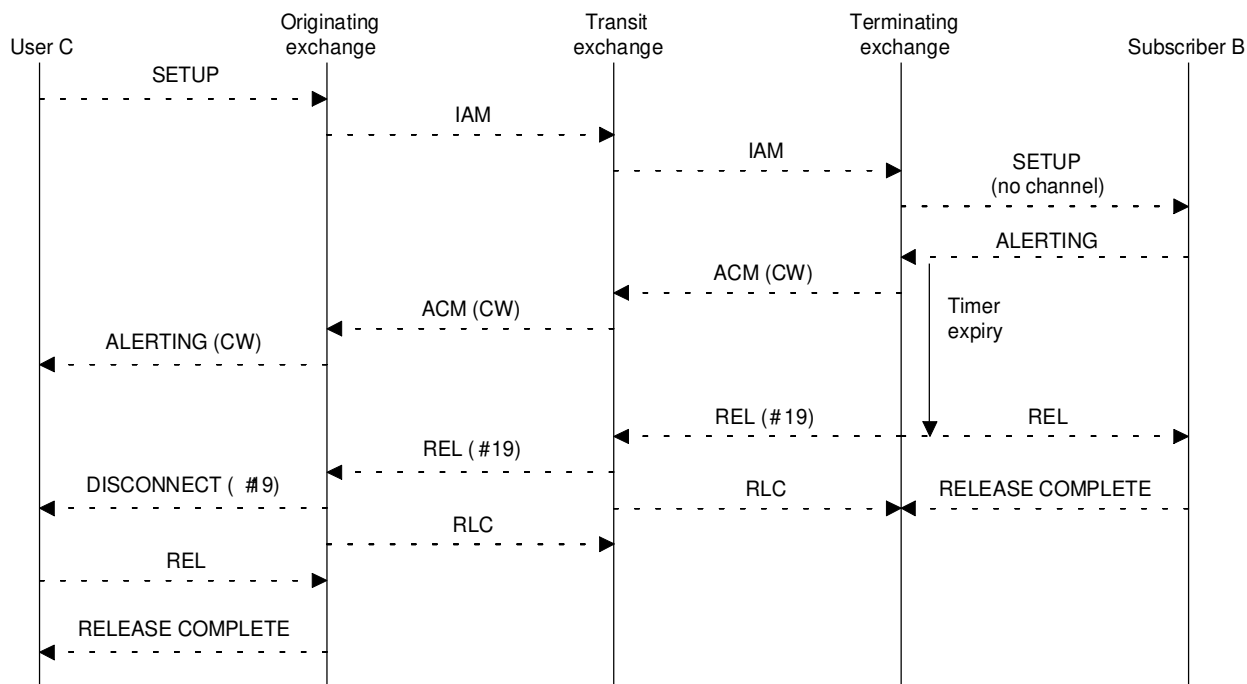 User C
Originating
exchange
Transit
exchange
Terminating
exchange
Subscriber B
SETUP
IAM
IAM
SETUP
(no channel)
ALERTING
ACM (CW)
ACM (CW)
ALERTING (CW)
Timer
expiry
REL (#19)
REL
REL (#19)
DISCONNECT ( #19)
RLC
RELEASE COMPLETE
RLC
REL
RELEASE COMPLETE